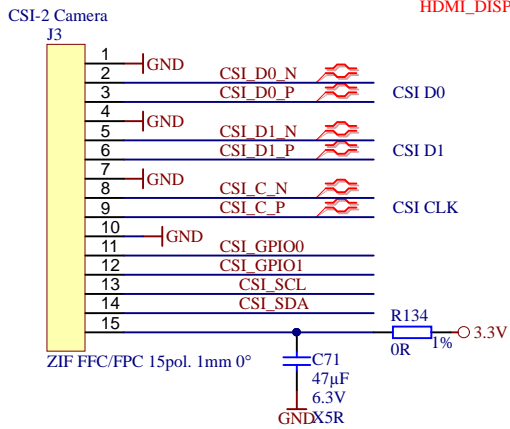 HDMI_DISP
CSI-2 Camera
J3
1
GND
2
CSI_D0_N
3
CSI_D0_P
CSI D0
4
GND
5
CSI_D1_N
6
CSI_D1_P
CSI D1
7
GND
8
CSI_C_N
9
CSI_C_P
CSI CLK
10
GND
11
CSI_GPIO0
12
CSI_GPIO1
13
CSI_SCL
14
CSI_SDA
15
R134
0R
1%
3.3V
ZIF FFC/FPC 15pol. 1mm 0°
C71
47µF
6.3V
X5R
GND